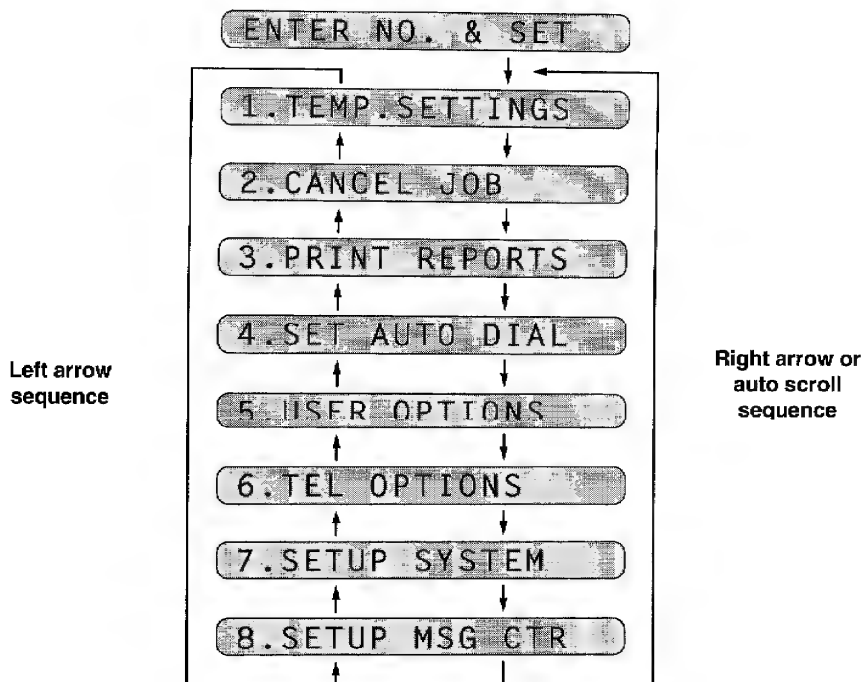 ENTER NO. & SET
1.TEMP.SETTINGS
2.CANCEL JOB
3.PRINT REPORTS
4.SET AUTO DIAL
Left arrow
sequence
Right arrow or
auto scroll
sequence
5.USER OPTIONS
6.TEL OPTIONS
7.SETUP SYSTEM
8.SETUP MSG CTR